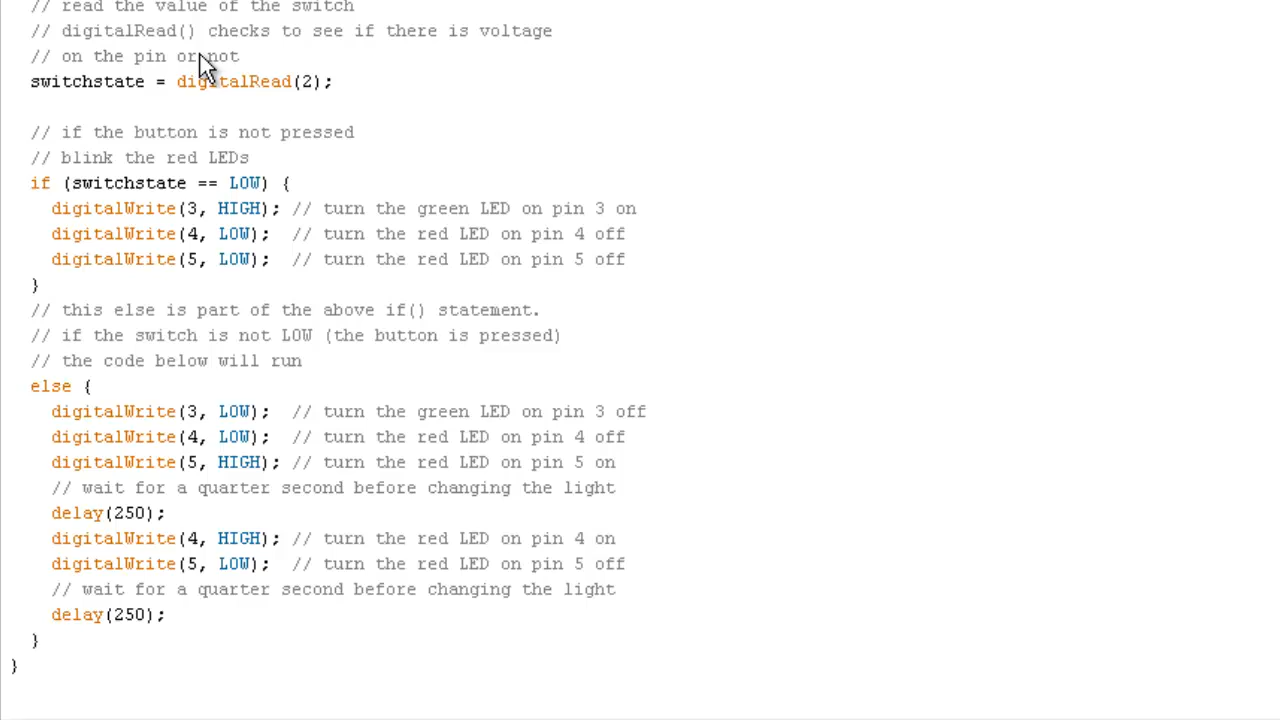 // read the value of the switch
// digitalRead() checks to see if there is voltage
// on the pin or not
switchstate = digitalRead(2);
// if the button is not pressed
// blink the red LEDs
if (switchstate == LOW) {
digitalWrite(3, HIGH); // turn the green LED on pin 3 on
digitalWrite(4, LOW);  // turn the red LED on pin 4 off
digitalWrite(5, LOW);  // turn the red LED on pin 5 off
}
// this else is part of the above if() statement.
// if the switch is not LOW (the button is pressed)
// the code below will run
else {
digitalWrite(3, LOW);  // turn the green LED on pin 3 off
digitalWrite(4, LOW);  // turn the red LED on pin 4 off
digitalWrite(5, HIGH); // turn the red LED on pin 5 on
// wait for a quarter second before changing the light
delay(250);
digitalWrite(4, HIGH); // turn the red LED on pin 4 on
digitalWrite(5, LOW);  // turn the red LED on pin 5 off
// wait for a quarter second before changing the light
delay(250);
}
}